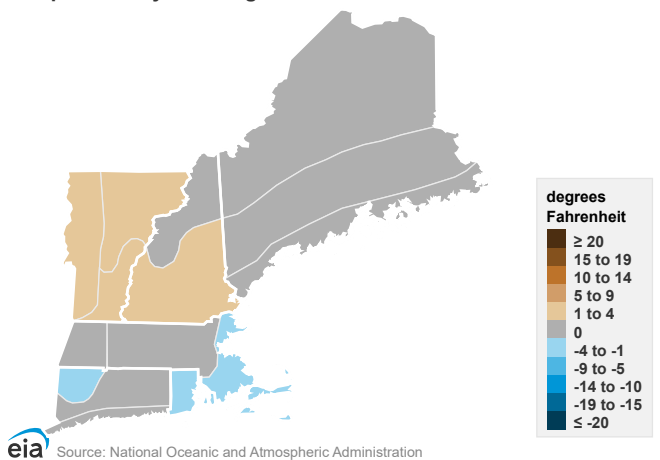 degrees
Fahrenheit
≥ 20
15 to 19
10 to 14
5 to 9
1 to 4
0
-4 to -1
-9 to -5
-14 to -10
-19 to -15
≤ -20
eia
Source: National Oceanic and Atmospheric Administration